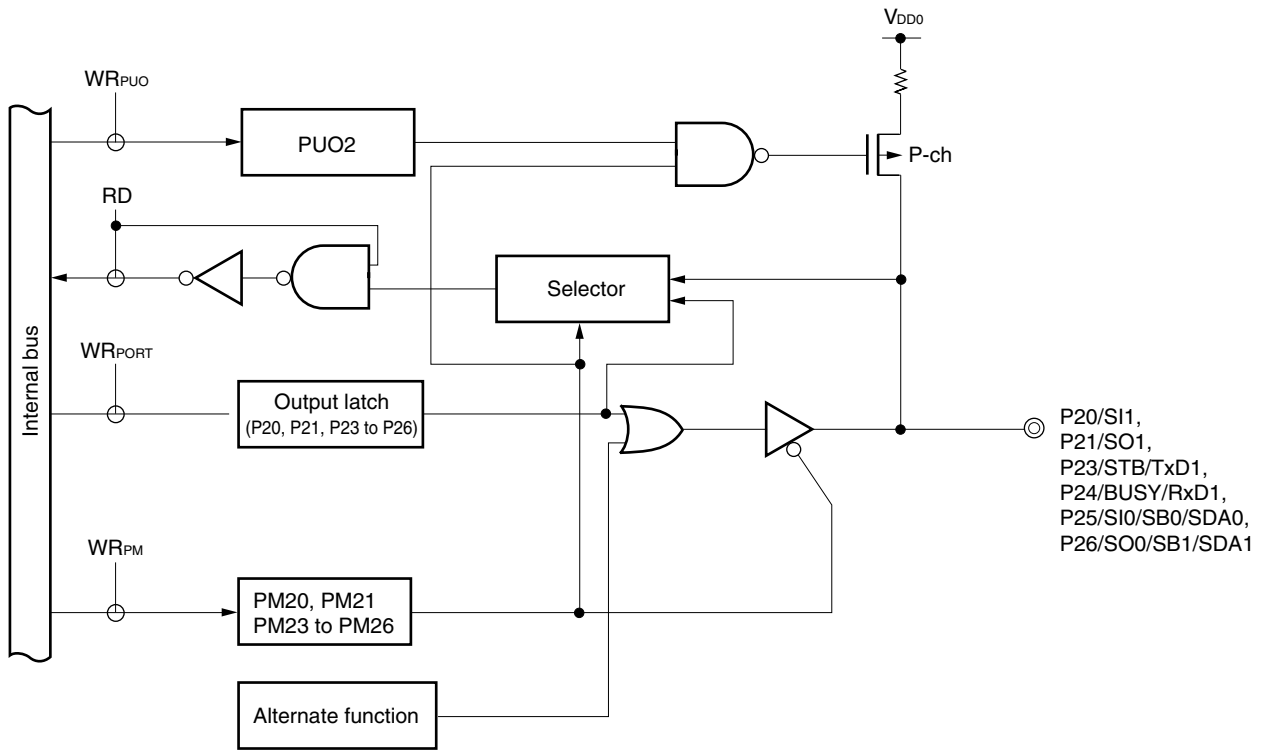 VDD0
WRPUO
PUO2
P-ch
RD
Selector
WRPORT
Internal bus
Output latch
(P20, P21, P23 to P26)
P20/SI1,
P21/SO1,
P23/STB/TxD1,
P24/BUSY/RxD1,
P25/SI0/SB0/SDA0,
P26/SO0/SB1/SDA1
WRPM
PM20, PM21
PM23 to PM26
Alternate function